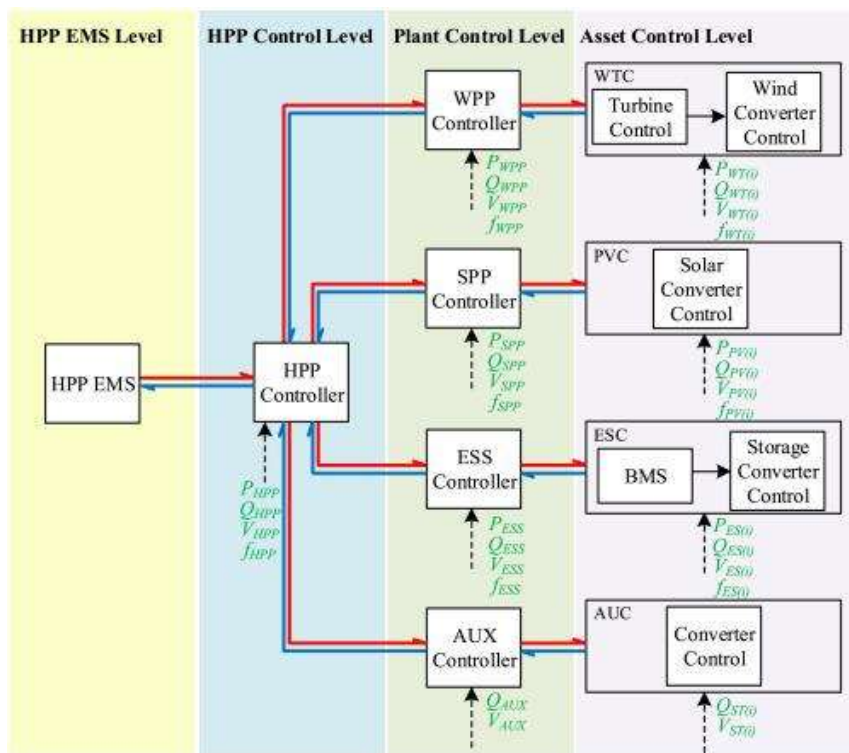 HPP EMS Level
HPP Control Level
Plant Control Level
Asset Control Level
WPP
Controller
WTC
Turbine
Control
Wind
Converter
Control
P_WPP
Q_WPP
V_WPP
f_WPP
P_WT(i)
Q_WT(i)
V_WT(i)
f_WT(i)
SPP
Controller
PVC
Solar
Converter
Control
P_SPP
Q_SPP
V_SPP
f_SPP
P_PV(i)
Q_PV(i)
V_PV(i)
f_PV(i)
HPP EMS
HPP
Controller
P_HPP
Q_HPP
V_HPP
f_HPP
ESS
Controller
ESC
BMS
Storage
Converter
Control
P_ESS
Q_ESS
V_ESS
f_ESS
P_ES(i)
Q_ES(i)
V_ES(i)
f_ES(i)
AUX
Controller
AUC
Converter
Control
Q_AUX
V_AUX
Q_ST(i)
V_ST(i)